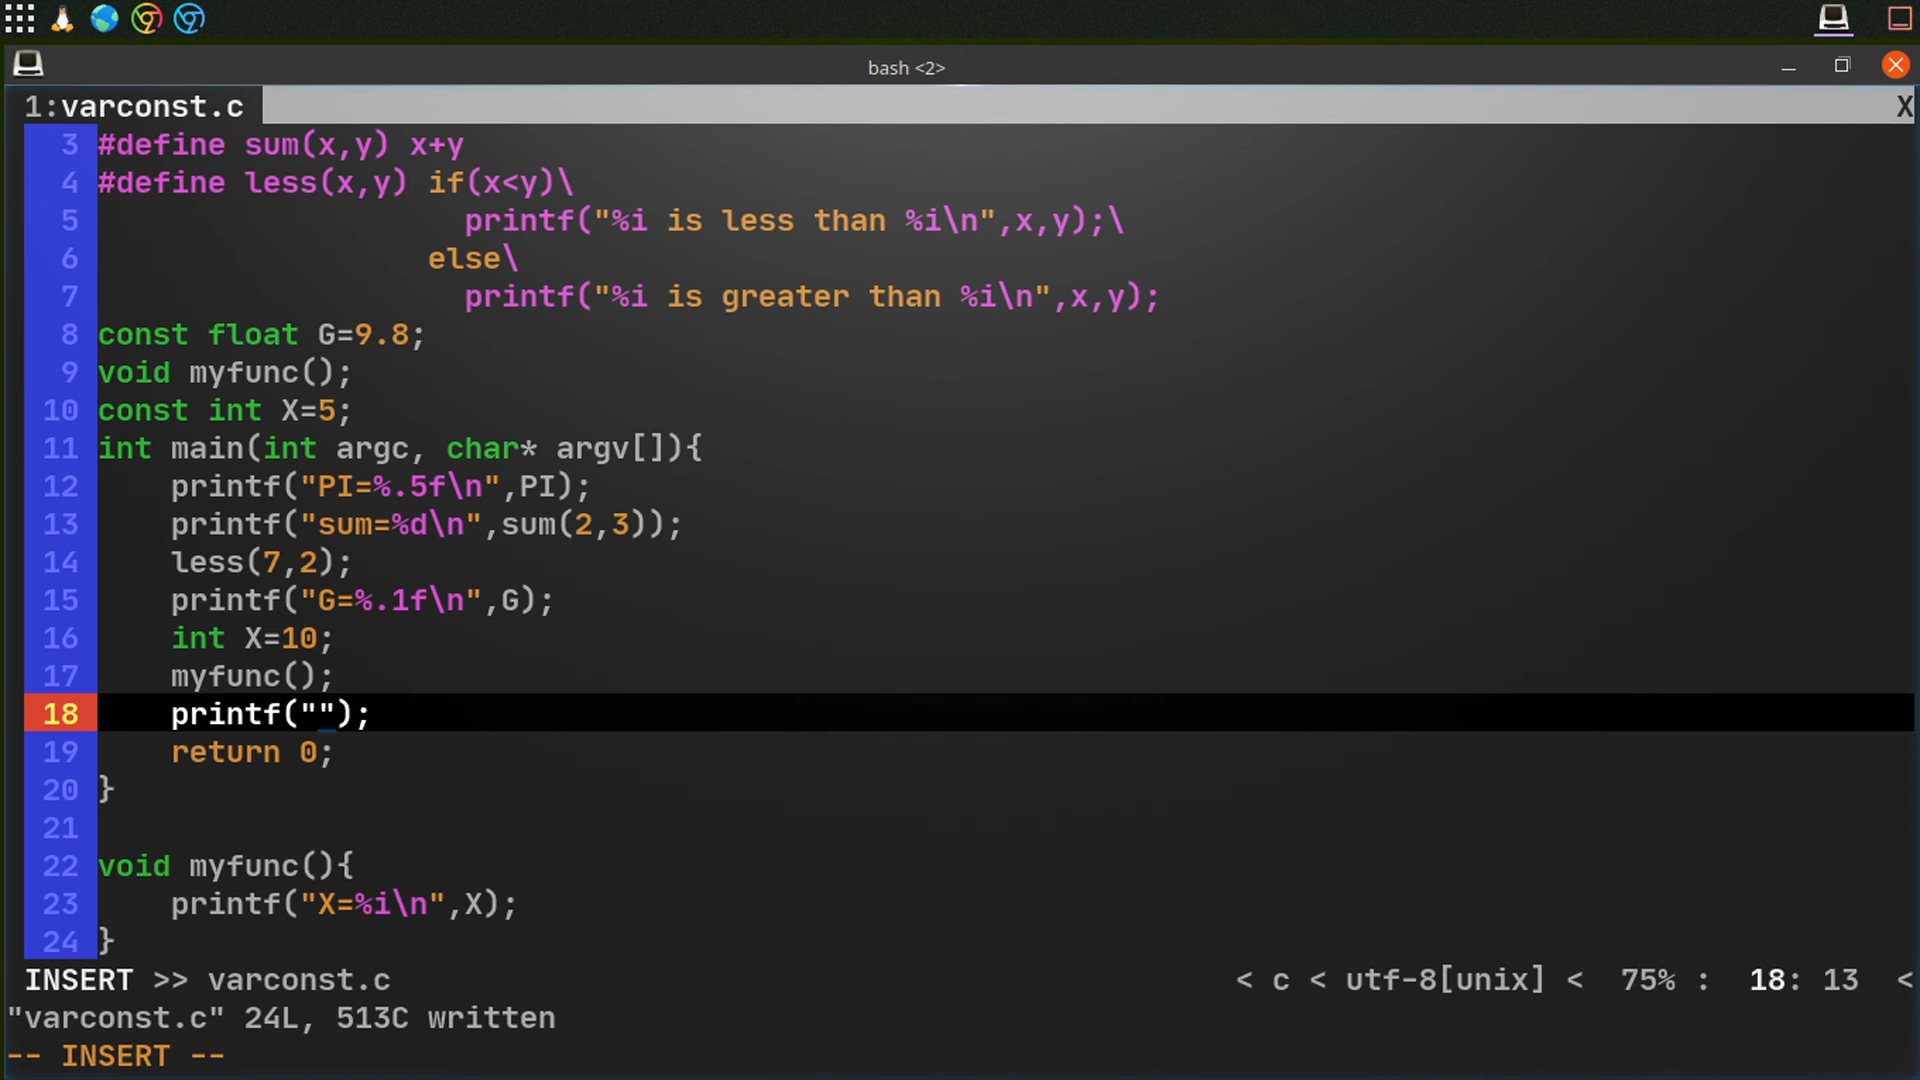 bash <2>
1:varconst.c X
3 #define sum(x,y) x+y
4 #define less(x,y) if(x<y)\
5 printf("%i is less than %i\n",x,y);\
6 else\
7 printf("%i is greater than %i\n",x,y);
8 const float G=9.8;
9 void myfunc();
10 const int X=5;
11 int main(int argc, char* argv[]){
12 printf("PI=%.5f\n",PI);
13 printf("sum=%d\n",sum(2,3));
14 less(7,2);
15 printf("G=%.1f\n",G);
16 int X=10;
17 myfunc();
18 printf("");
19 return 0;
20 }
21
22 void myfunc(){
23 printf("X=%i\n",X);
24 }
INSERT >> varconst.c < c < utf-8[unix] < 75% : 18: 13 <
"varconst.c" 24L, 513C written
-- INSERT --